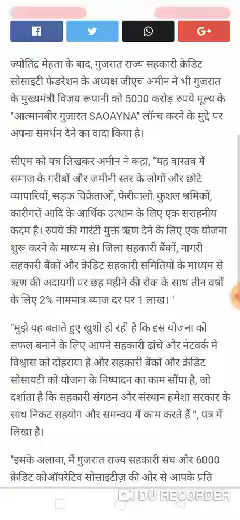 ज्योतिंद्र मेहता के बाद, गुजरात राज्य सहकारी क्रेडिट
सोसाइटी फेडरेशन के अध्यक्ष जीएच अमीन ने भी गुजरात
के मुख्यमंत्री विजय रूपानी को 5000 करोड़ रुपये मूल्य के
"आत्मानबीर गुजारत SAOAYNA" लॉन्च करने के मुद्दे पर
अपना समर्थन देने का वादा किया है।
सीएम को पत्र लिखकर अमीन ने कहा, "यह वास्तव में
समाज के गरीबों और जमीनी स्तर के लोगों और छोटे
व्यापारियों, सड़क विक्रेताओं, फेरीवालों, कुशल श्रमिकों,
कारीगरों आदि के आर्थिक उत्थान के लिए एक सराहनीय
कदम है। रुपये की गारंटी मुक्त ऋण देने के लिए एक योजना
शुरू करने के माध्यम से। जिला सहकारी बैंकों, नागरी
सहकारी बैंकों और क्रेडिट सहकारी समितियों के माध्यम से
ऋण की अदायगी पर छह महीने की रोक के साथ तीन वर्षों
के लिए 2% नाममात्र ब्याज दर पर 1 लाख। '
"मुझे यह बताते हुए खुशी हो रही है कि इस योजना को
सफल बनाने के लिए आपने सहकारी ढांचे और नेटवर्क में
विश्वास को दोहराया है और सहकारी बैंकों और क्रेडिट
सोसायटी को योजना के निष्पादन का काम सौंपा है, जो
दर्शाता है कि सहकारी संगठन और संस्थान हमेशा सरकार के
साथ निकट सहयोग और समन्वय में काम करते हैं ", पत्र में
लिखा है।
"इसके अलावा, मैं गुजरात राज्य सहकारी संघ और 6000
क्रेडिट कोऑपरेटिव सोसाइटीज़ की ओर से आपके प्रति
DU RECORDER